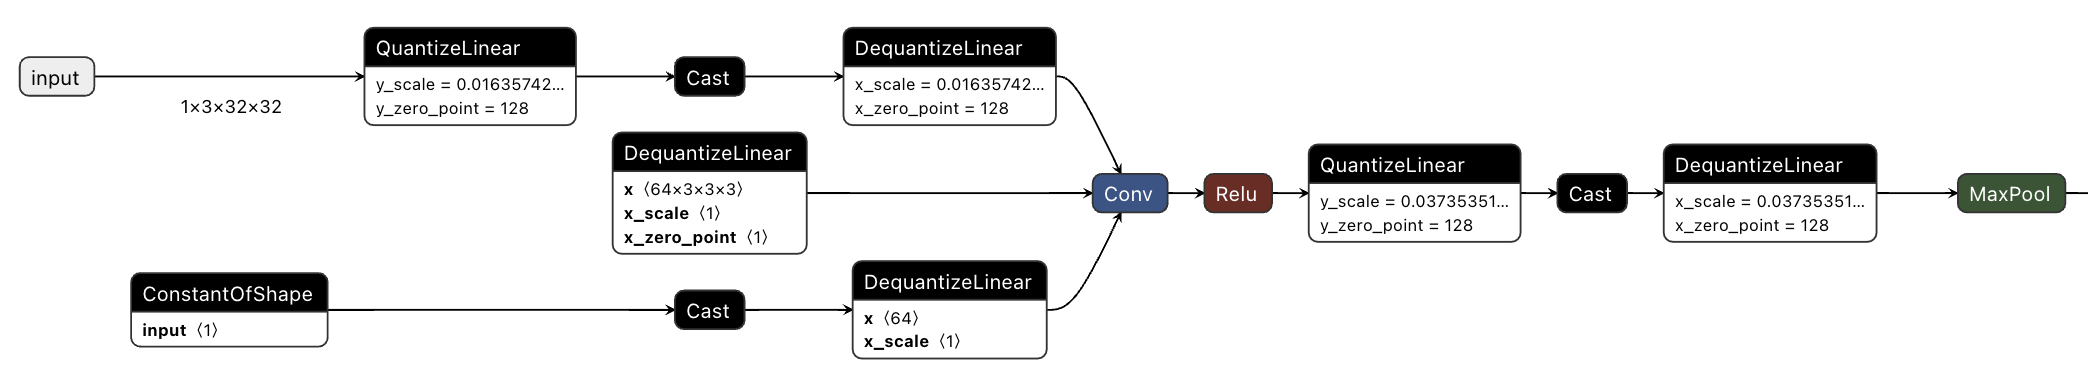 input
1×3×32×32
QuantizeLinear
y_scale = 0.01635742...
y_zero_point = 128
Cast
DequantizeLinear
x_scale = 0.01635742...
x_zero_point = 128
DequantizeLinear
x 〈64×3×3×3〉
x_scale 〈1〉
x_zero_point 〈1〉
ConstantOfShape
input 〈1〉
Cast
DequantizeLinear
x 〈64〉
x_scale 〈1〉
Conv
Relu
QuantizeLinear
y_scale = 0.03735351...
y_zero_point = 128
Cast
DequantizeLinear
x_scale = 0.03735351...
x_zero_point = 128
MaxPool